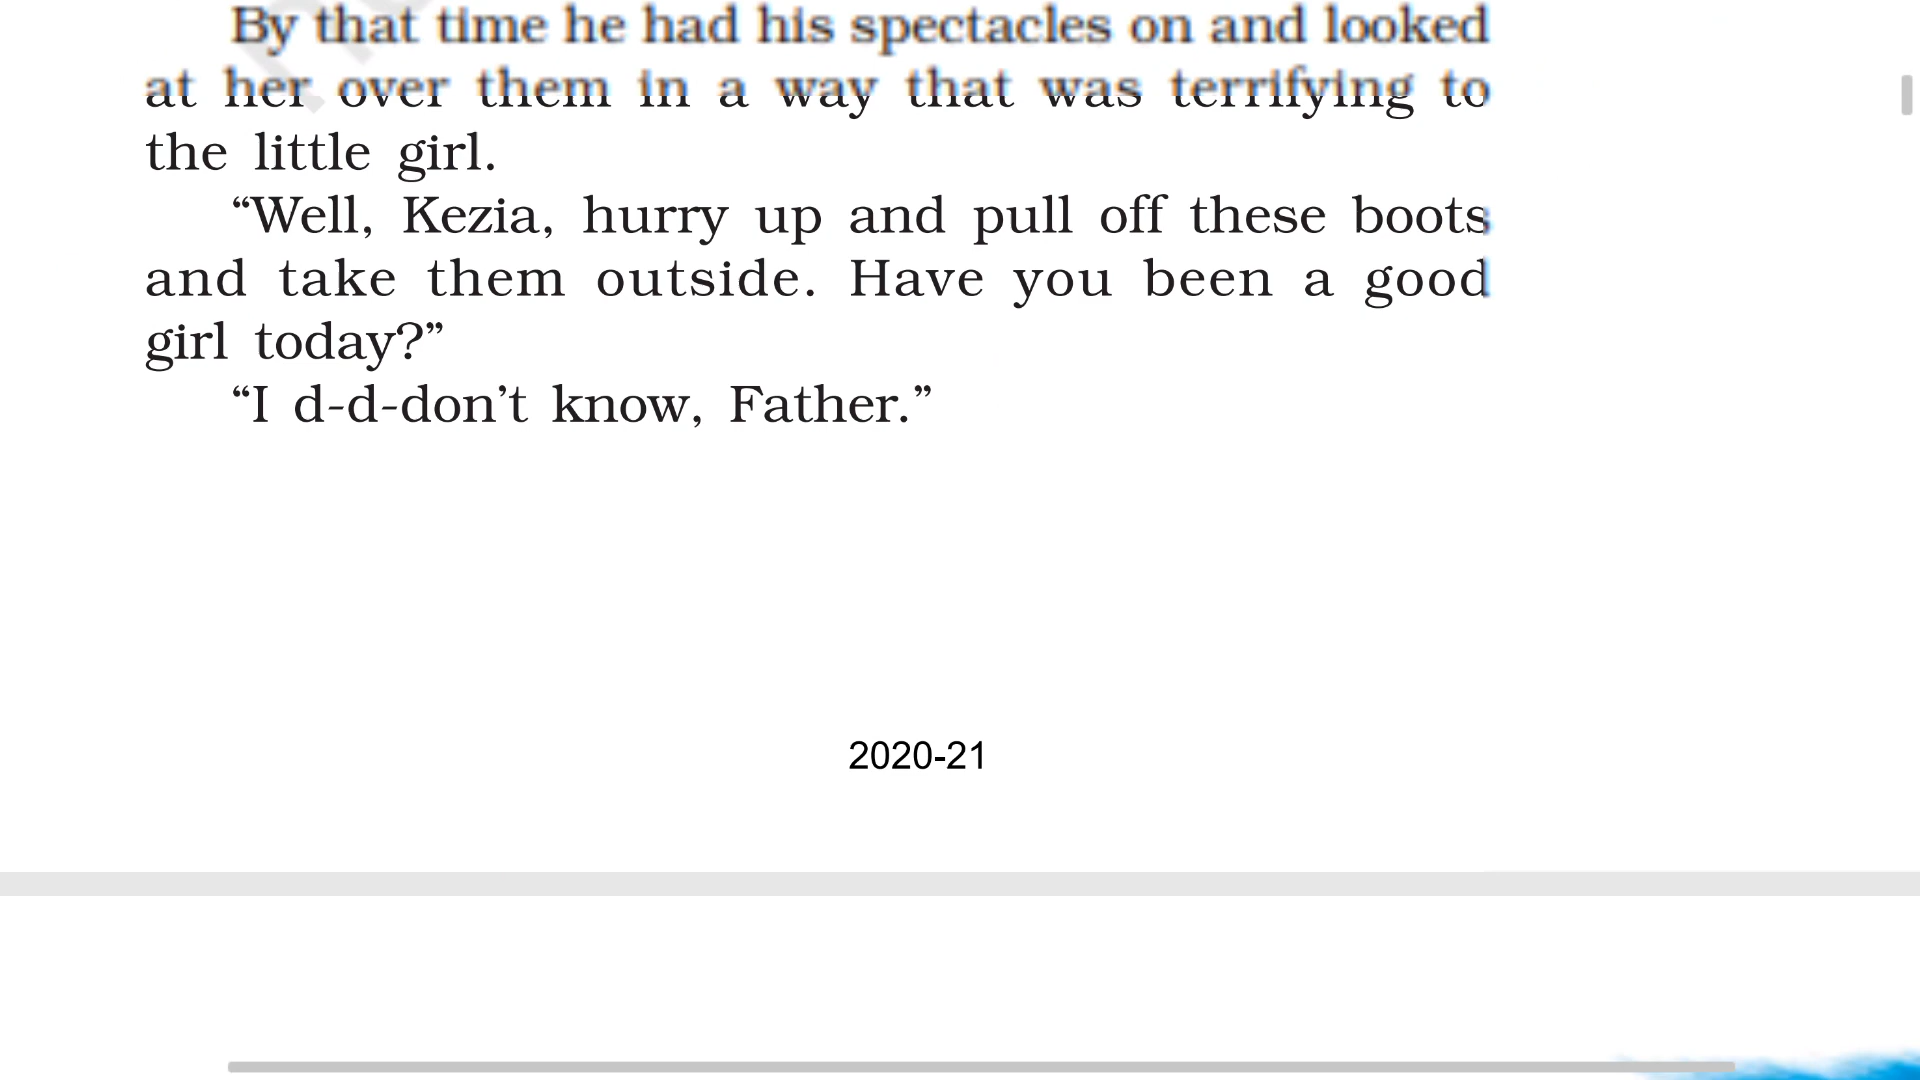 By that time he had his spectacles on and looked
at her over them in a way that was terrifying to
the little girl.
“Well, Kezia, hurry up and pull off these boots
and take them outside. Have you been a good
girl today?”
“I d-d-don’t know, Father.”
2020-21